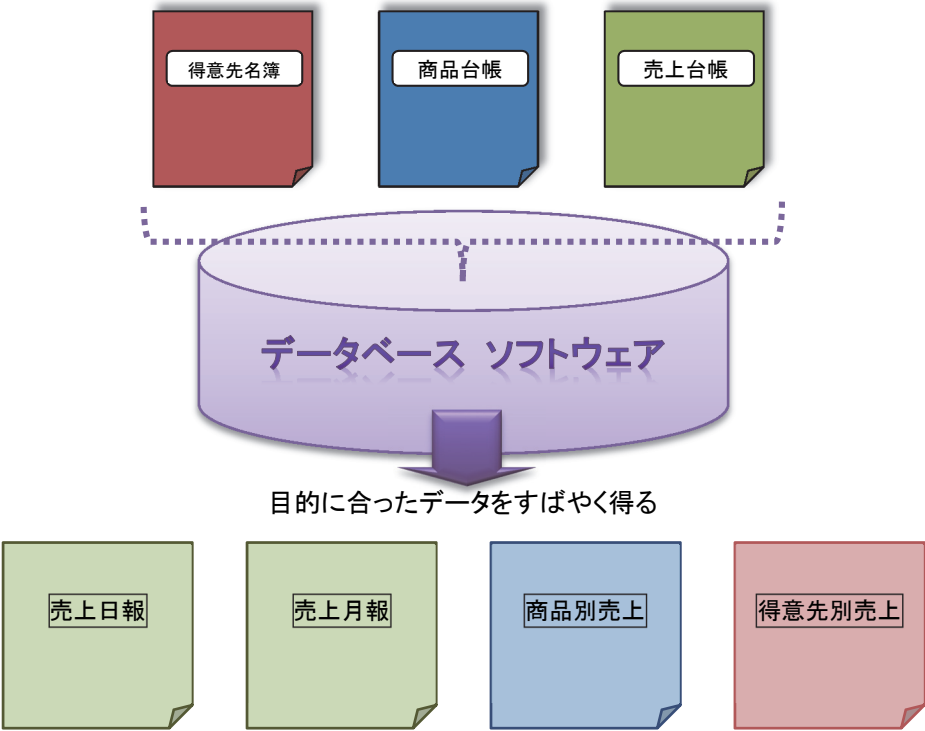 得意先名簿
商品台帳
売上台帳
データベース ソフトウェア
目的に合ったデータをすばやく得る
売上日報
売上月報
商品別売上
得意先別売上